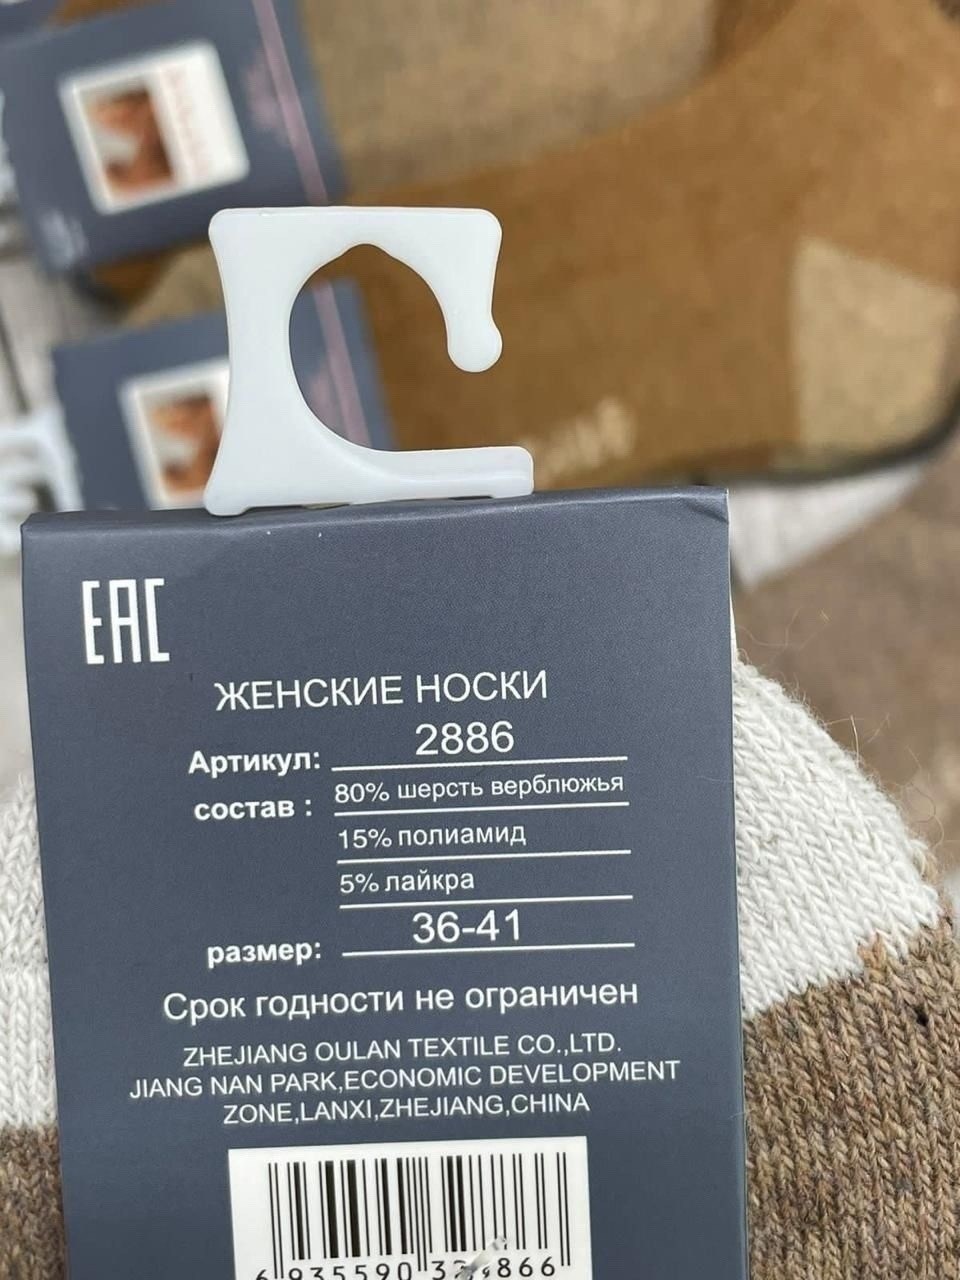 EAC
ЖЕНСКИЕ НОСКИ
Артикул: 2886
состав : 80% шерсть верблюжья
15% полиамид
5% лайкра
размер: 36-41
Срок годности не ограничен
ZHEJIANG OULAN TEXTILE CO.,LTD.
JIANG NAN PARK,ECONOMIC DEVELOPMENT
ZONE,LANXI,ZHEJIANG,CHINA